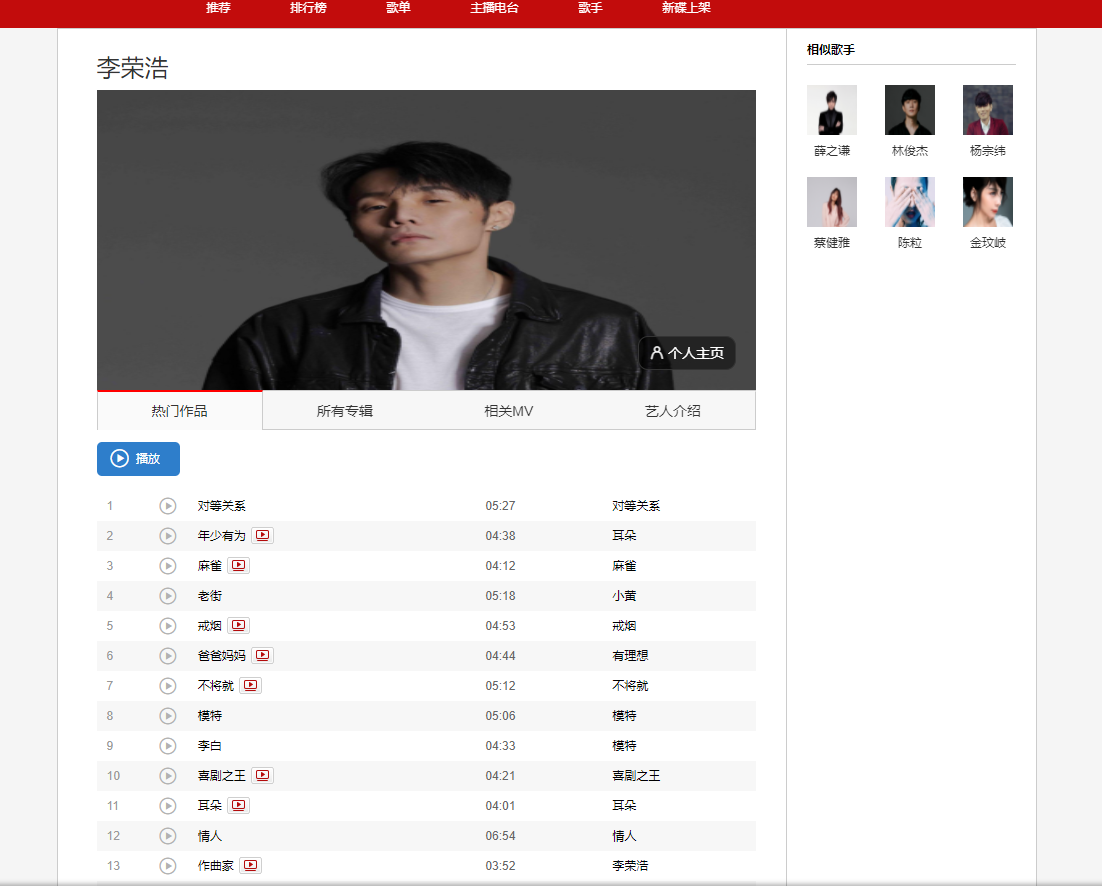 推荐 排行榜 歌单 主播电台 歌手 新碟上架
李荣浩
个人主页
热门作品 所有专辑 相关MV 艺人介绍
播放
1 对等关系 05:27 对等关系
2 年少有为 04:38 耳朵
3 麻雀 04:12 麻雀
4 老街 05:18 小黄
5 戒烟 04:53 戒烟
6 爸爸妈妈 04:44 有理想
7 不将就 05:12 不将就
8 模特 05:06 模特
9 李白 04:33 模特
10 喜剧之王 04:21 喜剧之王
11 耳朵 04:01 耳朵
12 情人 06:54 情人
13 作曲家 03:52 李荣浩
相似歌手
薛之谦 林俊杰 杨宗纬
蔡健雅 陈粒 金玟岐